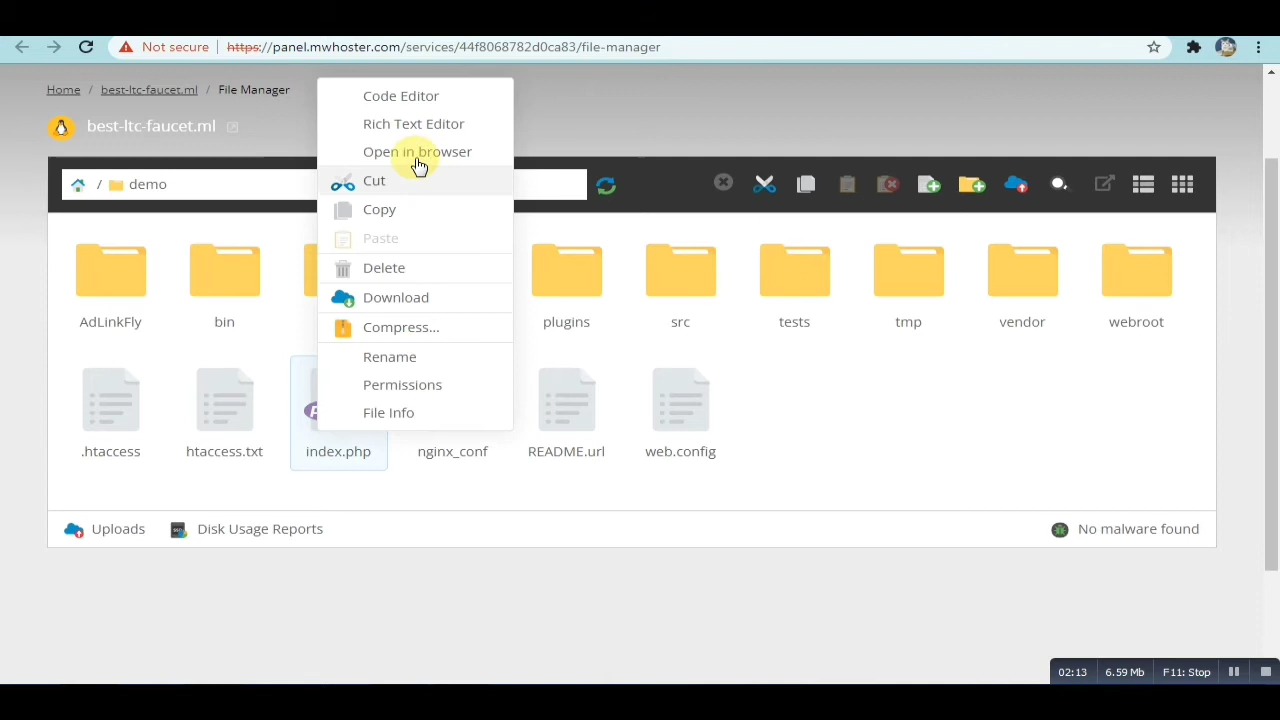 Not secure https://panel.mwhoster.com/services/44f8068782d0ca83/file-manager
Home / best-ltc-faucet.ml / File Manager
best-ltc-faucet.ml
/ demo
Code Editor
Rich Text Editor
Open in browser
Cut
Copy
Paste
Delete
Download
Compress...
Rename
Permissions
File Info
AdLinkFly
bin
plugins
src
tests
tmp
vendor
webroot
.htaccess
htaccess.txt
index.php
nginx_conf
README.url
web.config
Uploads
Disk Usage Reports
No malware found
02:13 6.59 Mb F11: Stop